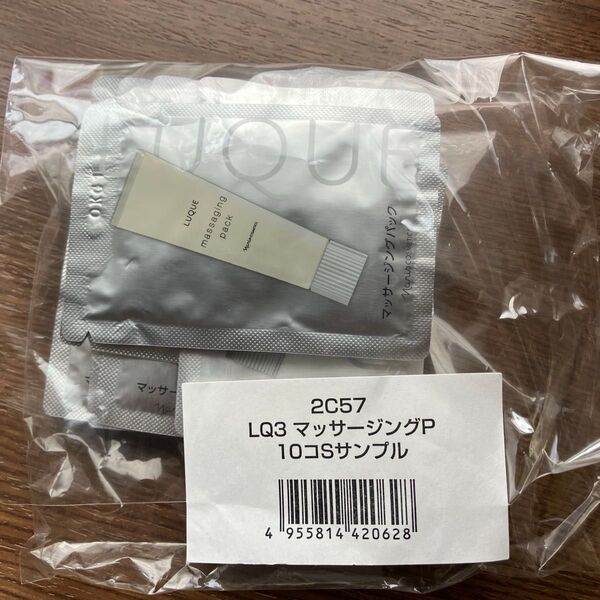 LUQUE
LUQUE
massaging
pack
マッサージングパック
マッサー
2C57
LQ3 マッサージングP
10コSサンプル
4 955814 420628